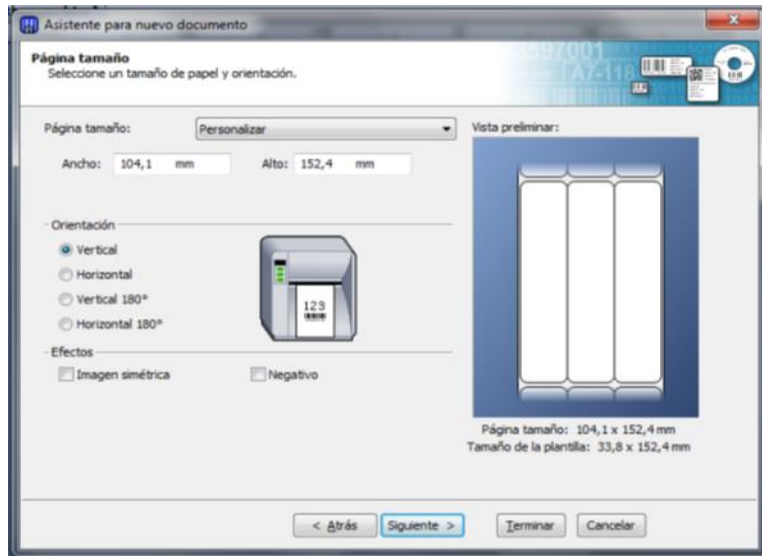 Asistente para nuevo documento
Página tamaño
Seleccione un tamaño de papel y orientación.
597001
A7-118
Página tamaño: Personalizar
Vista preliminar:
Ancho: 104,1 mm Alto: 152,4 mm
Orientación
Vertical
Horizontal
Vertical 180°
Horizontal 180°
123
Efectos
Imagen simétrica Negativo
Página tamaño: 104,1 x 152,4 mm
Tamaño de la plantilla: 33,8 x 152,4 mm
< Atrás Siguiente > Terminar Cancelar